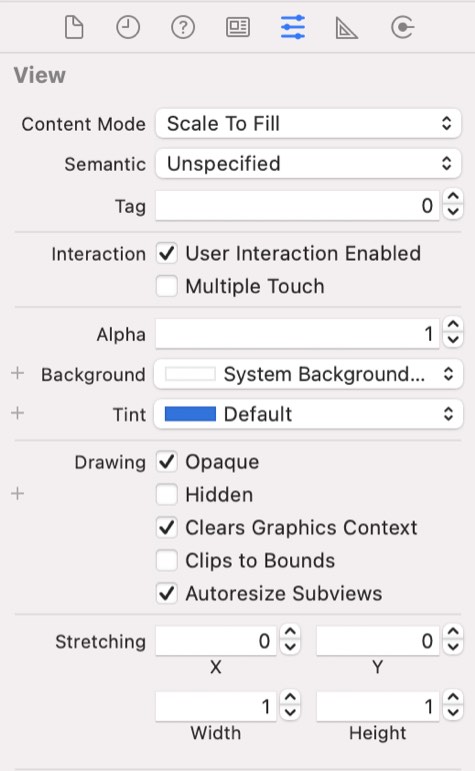 View
Content Mode Scale To Fill
Semantic Unspecified
Tag 0
Interaction User Interaction Enabled
Multiple Touch
Alpha 1
+ Background System Background...
+ Tint Default
Drawing Opaque
+ Hidden
Clears Graphics Context
Clips to Bounds
Autoresize Subviews
Stretching 0 0
X Y
1 1
Width Height